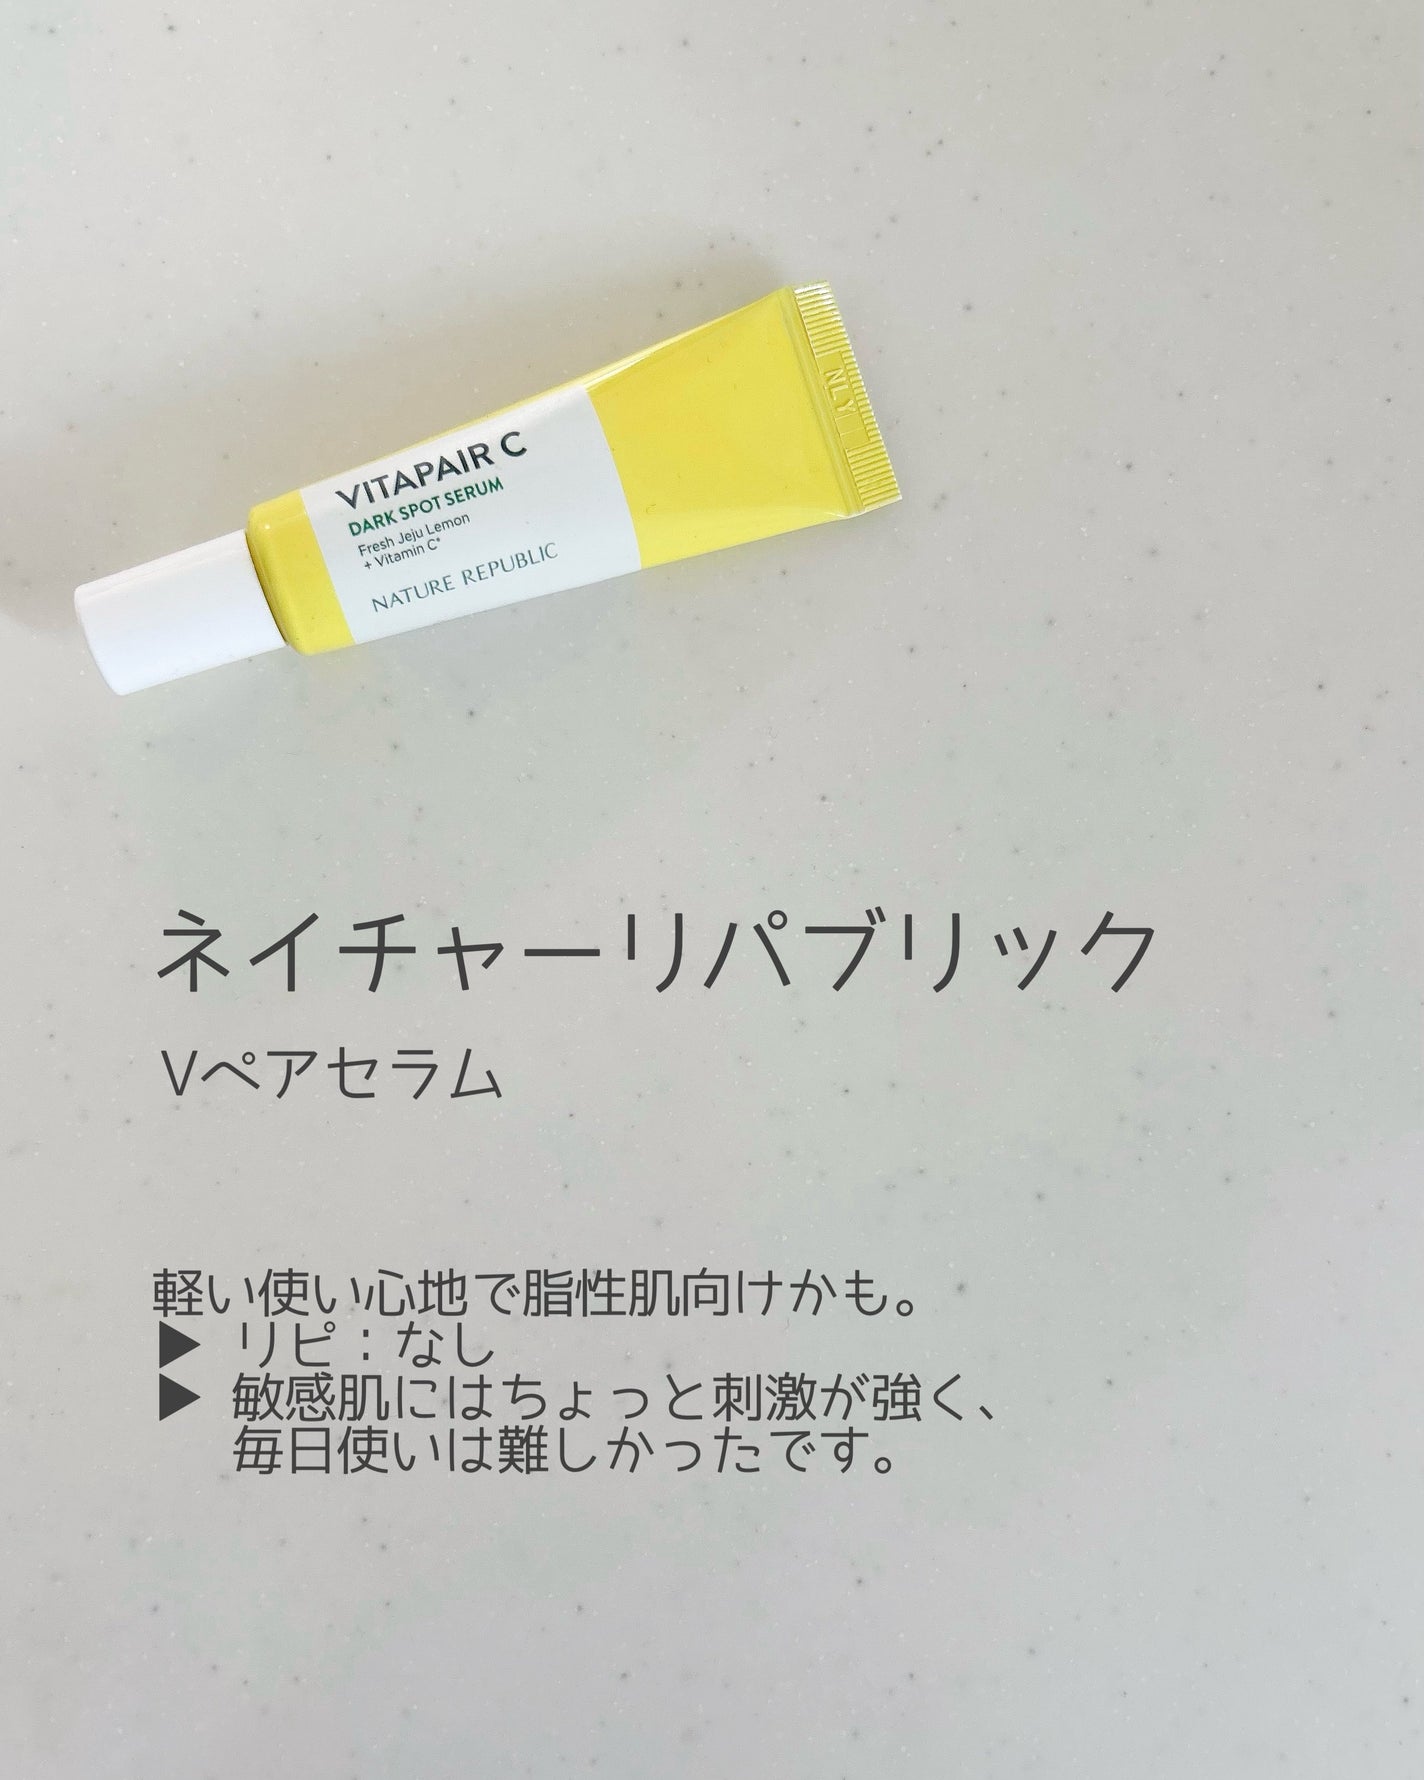 VITAPAIR C
DARK SPOT SERUM
Fresh Jeju Lemon
+ Vitamin C*
NATURE REPUBLIC
ネイチャーリパブリック
Vペアセラム
軽い使い心地で脂性肌向けかも。
▶ リピ：なし
▶ 敏感肌にはちょっと刺激が強く、
毎日使いは難しかったです。